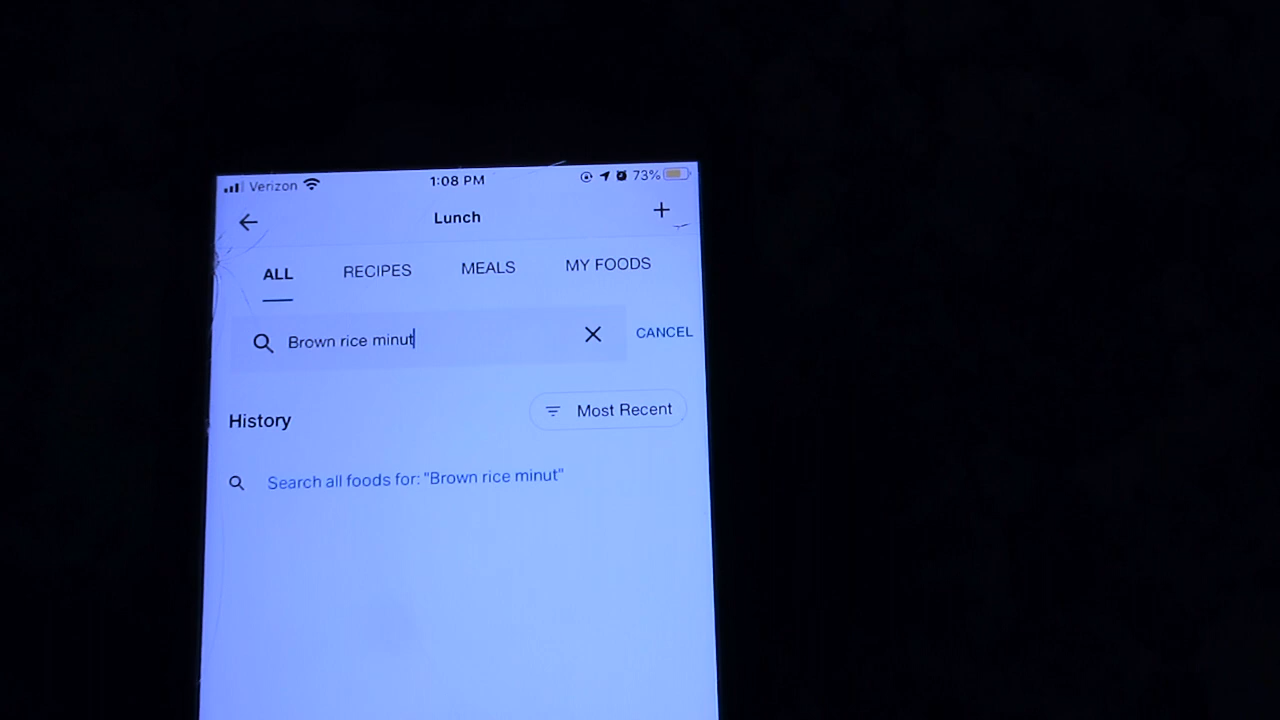 Verizon 1:08 PM 73%
Lunch
ALL RECIPES MEALS MY FOODS
Brown rice minut CANCEL
History Most Recent
Search all foods for: "Brown rice minut"